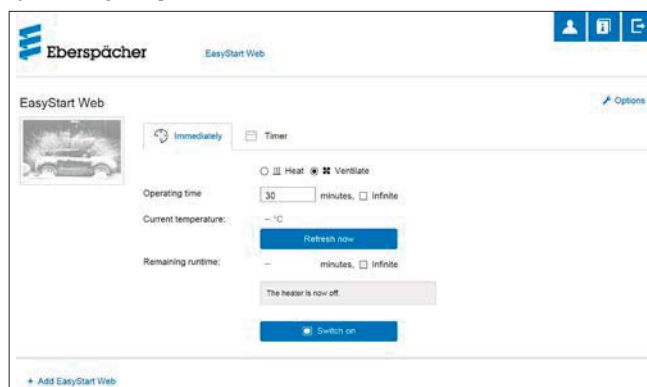 Eberspächer
EasyStart Web
EasyStart Web
Options
Immediately
Timer
Heat Ventilate
Operating time 30 minutes, Infinite
Current temperature: -- °C
Refresh now
Remaining runtime: -- minutes, Infinite
The heater is now off.
Switch on
+ Add EasyStart Web